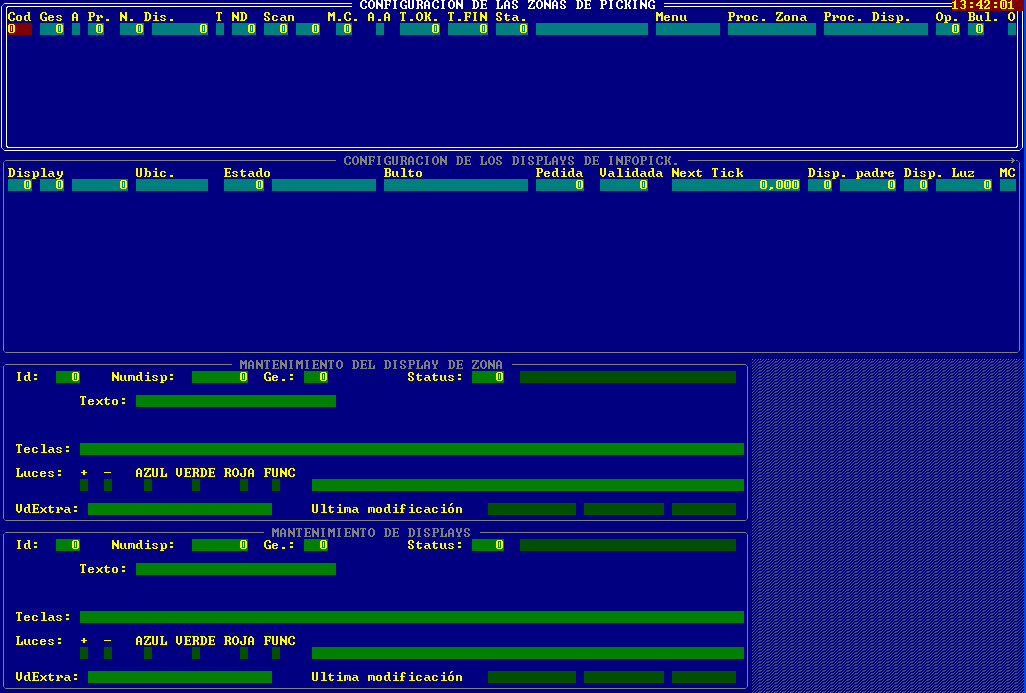 CONFIGURACION DE LAS ZONAS DE PICKING 13:42:01
Cod Ges A Pr. N. Dis. T ND Scan M.C. A.A T.OK. T.FIN Sta. Menu Proc. Zona Proc. Disp. Op. Bul. O
0 0 0 0 0 0 0 0 0 0 0 0 0 0
CONFIGURACION DE LOS DISPLAYS DE INFOPICK.
Display Ubic. Estado Bulto Pedida Validada Next Tick Disp. padre Disp. Luz MC
0 0 0 0 0 0 0,000 0 0 0 0
MANTENIMIENTO DEL DISPLAY DE ZONA
Id: 0 Numdisp: 0 Ge.: 0 Status: 0
Texto:
Teclas:
Luces: + - AZUL VERDE ROJA FUNC
VdExtra: Ultima modificación
MANTENIMIENTO DE DISPLAYS
Id: 0 Numdisp: 0 Ge.: 0 Status: 0
Texto:
Teclas:
Luces: + - AZUL VERDE ROJA FUNC
VdExtra: Ultima modificación